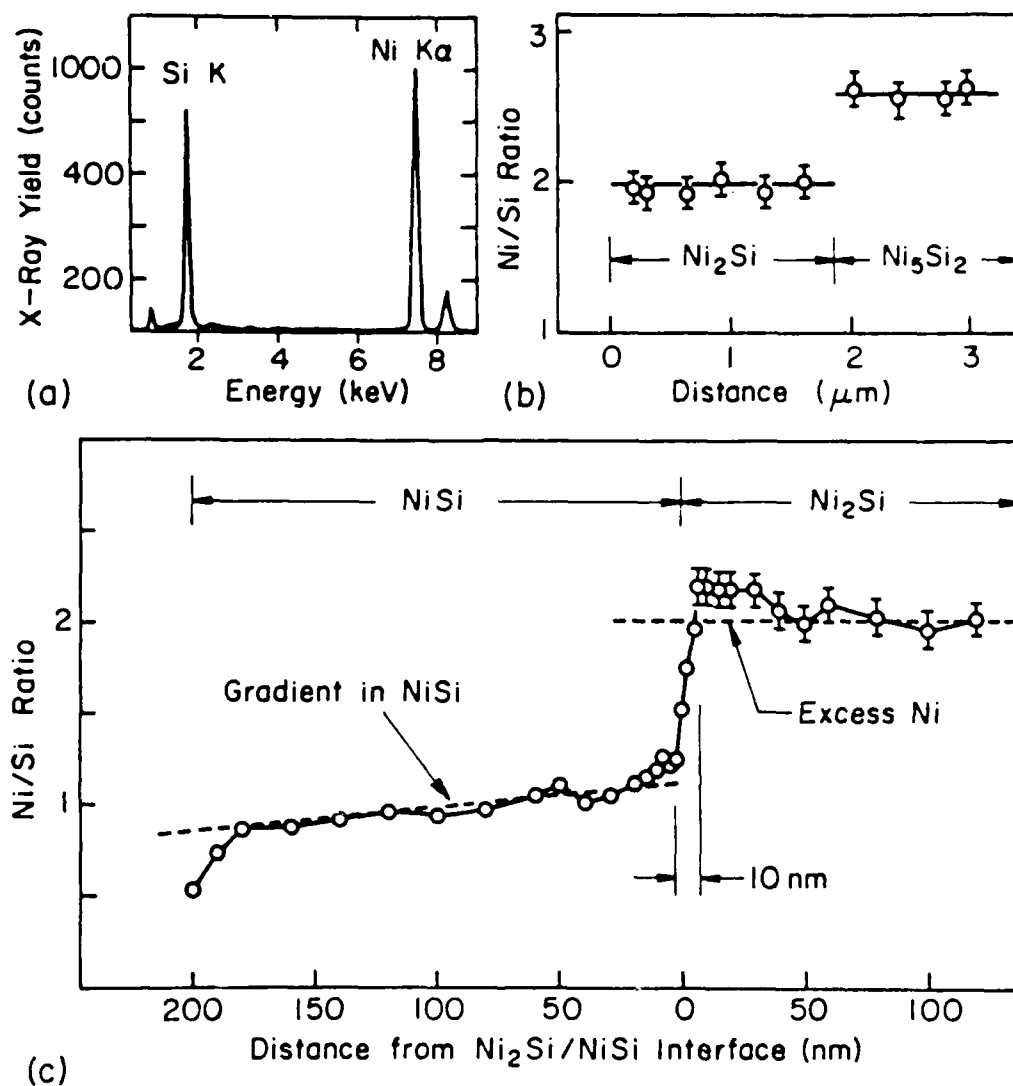 X-Ray Yield (counts)
1000
400
200
Si K
Ni Kα
2 4 6 8
Energy (keV)
(a)
Ni/Si Ratio
3
2
1
Ni₂Si
Ni₅Si₂
0 1 2 3
Distance (μm)
(b)
NiSi
Ni₂Si
Ni/Si Ratio
2
1
Gradient in NiSi
Excess Ni
10 nm
200 150 100 50 0 50 100
Distance from Ni₂Si/NiSi Interface (nm)
(c)